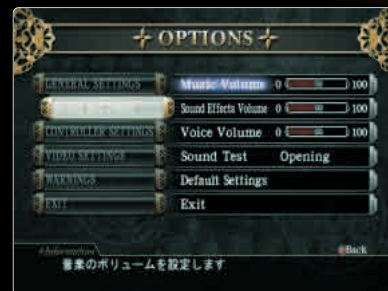 OPTIONS
GENERAL SETTINGS
Music Volume 0 100
Sound Effects Volume 0 100
CONTROLLER SETTINGS
Voice Volume 0 100
VIDEO SETTINGS
Sound Test Opening
WARNINGS
Default Settings
EXIT
Exit
Information
Back
音楽のボリュームを設定します